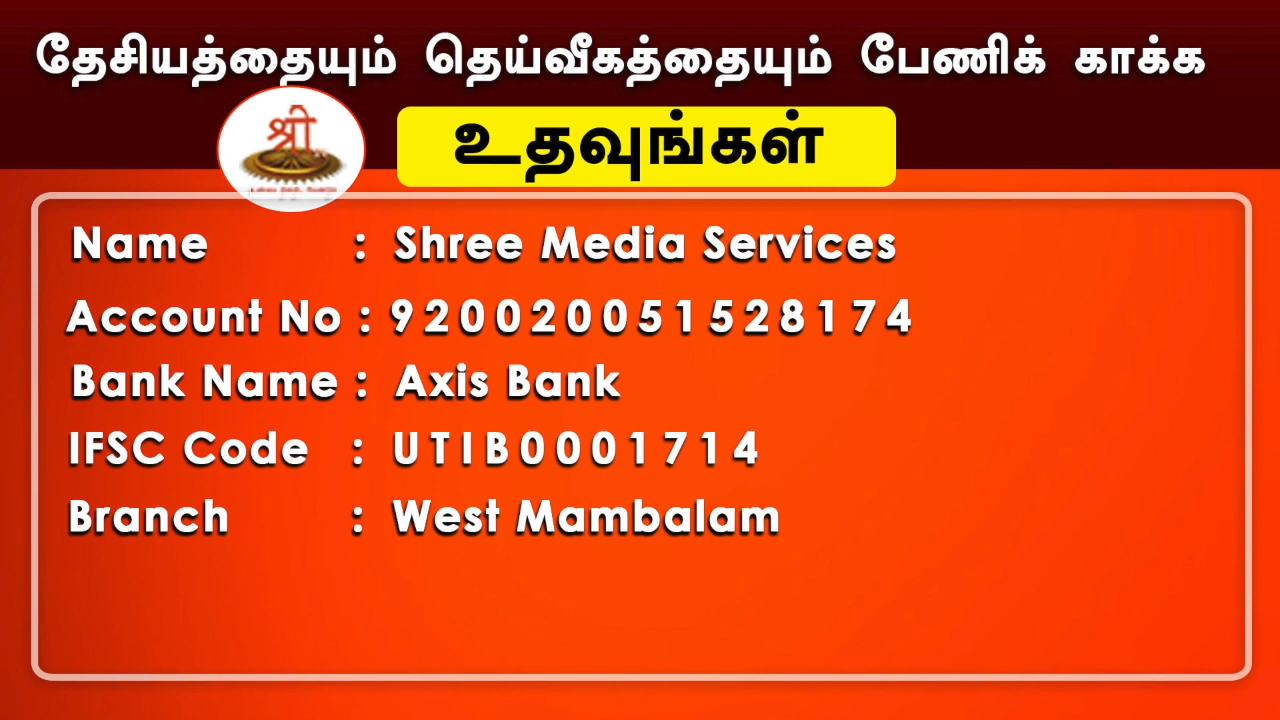 தேசியத்தையும் தெய்வீகத்தையும் பேணிக் காக்க
श्री
உதவுங்கள்
Name : Shree Media Services
Account No : 920020051528174
Bank Name : Axis Bank
IFSC Code : UTIB0001714
Branch : West Mambalam